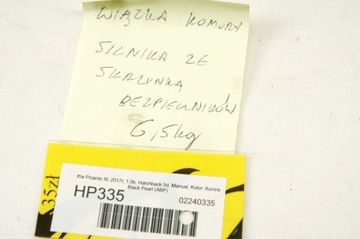 WIĄZKA KOMORY
SILNIKA ZE
SKRZYNKĄ
BEZPIECZNIKÓW
6,5kg
35zł
Kia Picanto III, 2017r, 1.0b, Hatchback 5d, Manual, Kolor: Aurora
Black Pearl (ABP)
HP335
02240335